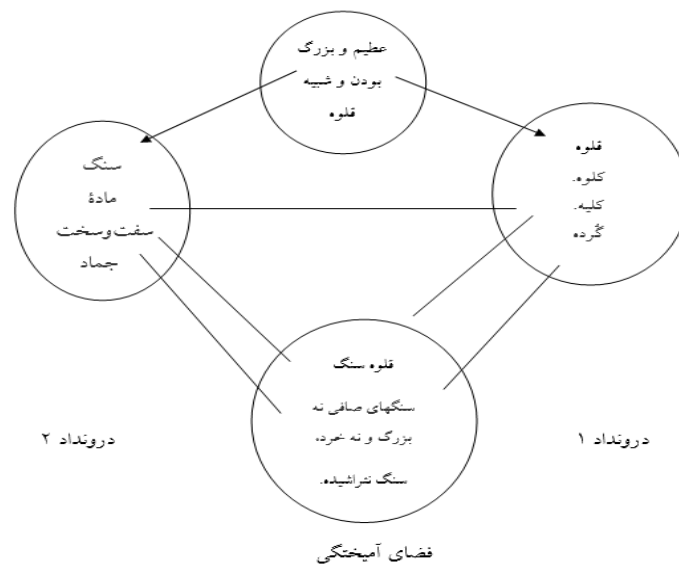 عظیم و بزرگ
بودن و شبیه
قلوه
قلوه
کلوه.
کلیه.
گُرده
سنگ
مادۀ
سفت‌وسخت
جماد
قلوه سنگ
سنگهای صافی نه
بزرگ و نه خرد،
سنگ نتراشیده.
درونداد ۱
درونداد ۲
فضای آمیختگی